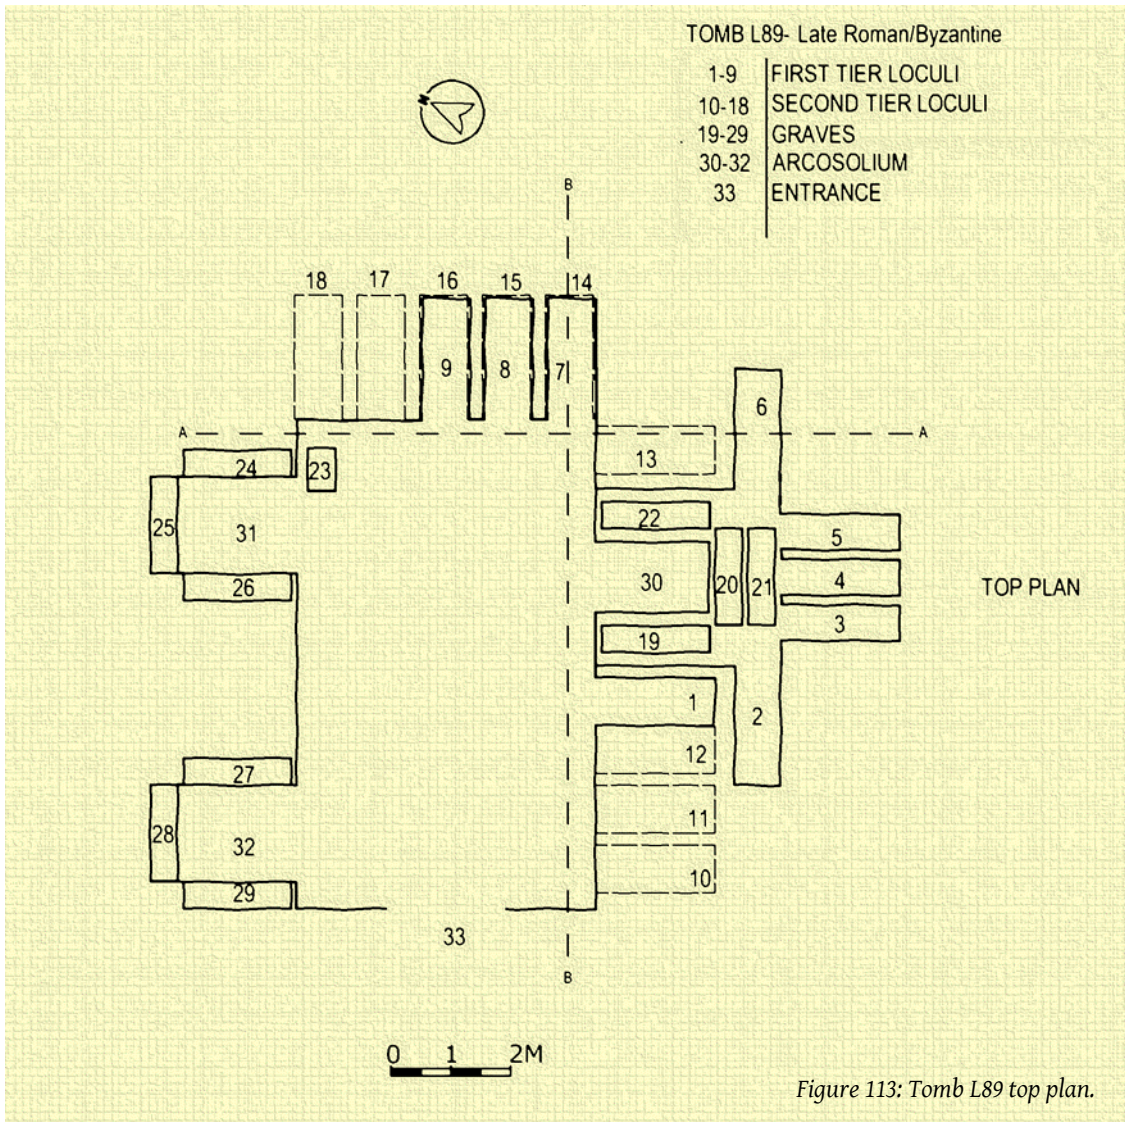 TOMB L89- Late Roman/Byzantine
1-9 FIRST TIER LOCULI
10-18 SECOND TIER LOCULI
19-29 GRAVES
30-32 ARCOSOLIUM
33 ENTRANCE
N
B
18 17 16 15 14
9 8 7
6
A A
13
24 23
22
25 31
5
30 20 21 4
26
19 3
1 2
12
27
11
28 32
10
29
33
B
TOP PLAN
0 1 2M
Figure 113: Tomb L89 top plan.